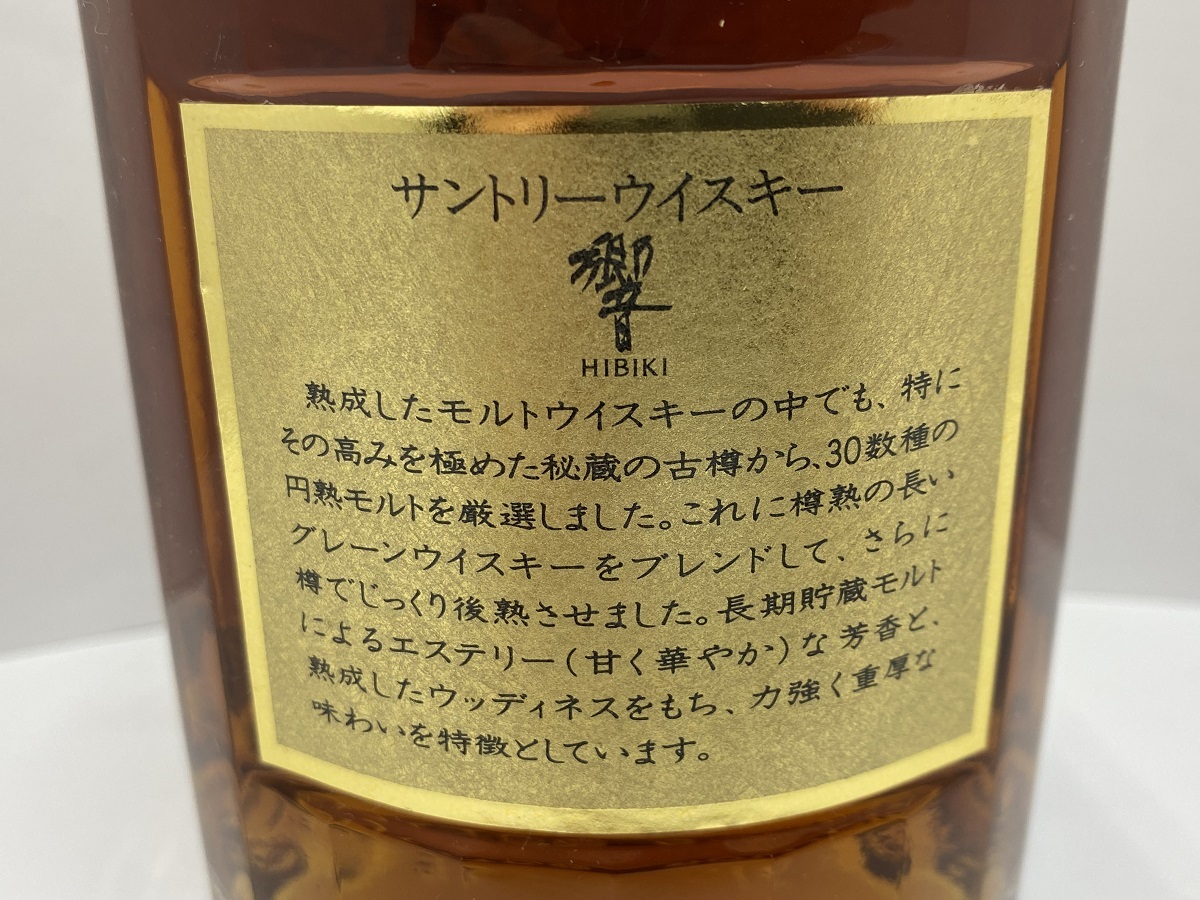 サントリーウイスキー
響
HIBIKI
熟成したモルトウイスキーの中でも、特に
その高みを極めた秘蔵の古樽から、30数種の
円熟モルトを厳選しました。これに樽熟の長い
グレーンウイスキーをブレンドして、さらに
樽でじっくり後熟させました。長期貯蔵モルト
によるエステリー(甘く華やか)な芳香と、
熟成したウッディネスをもち、力強く重厚な
味わいを特徴としています。